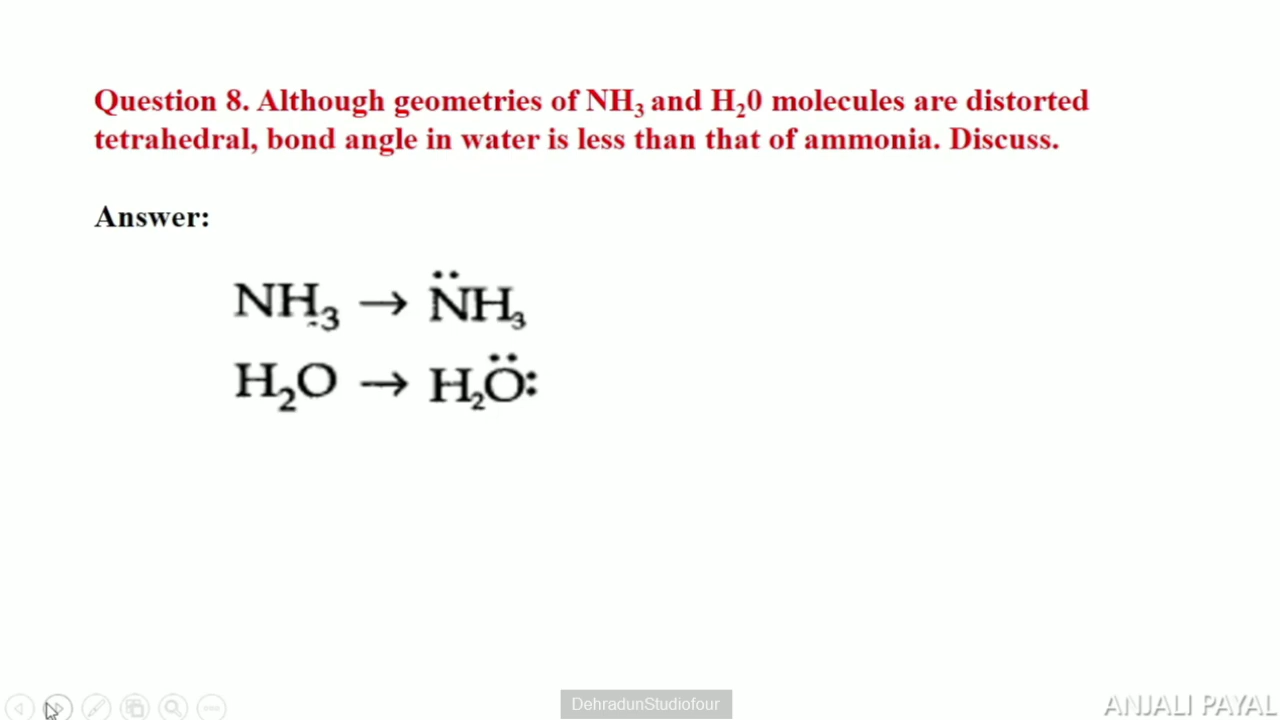 Question 8. Although geometries of NH₃ and H₂0 molecules are distorted
tetrahedral, bond angle in water is less than that of ammonia. Discuss.
Answer:
NH₃ → N̈H₃
H₂O → H₂Ö:
DehradunStudiofour
ANJALI PAYAL